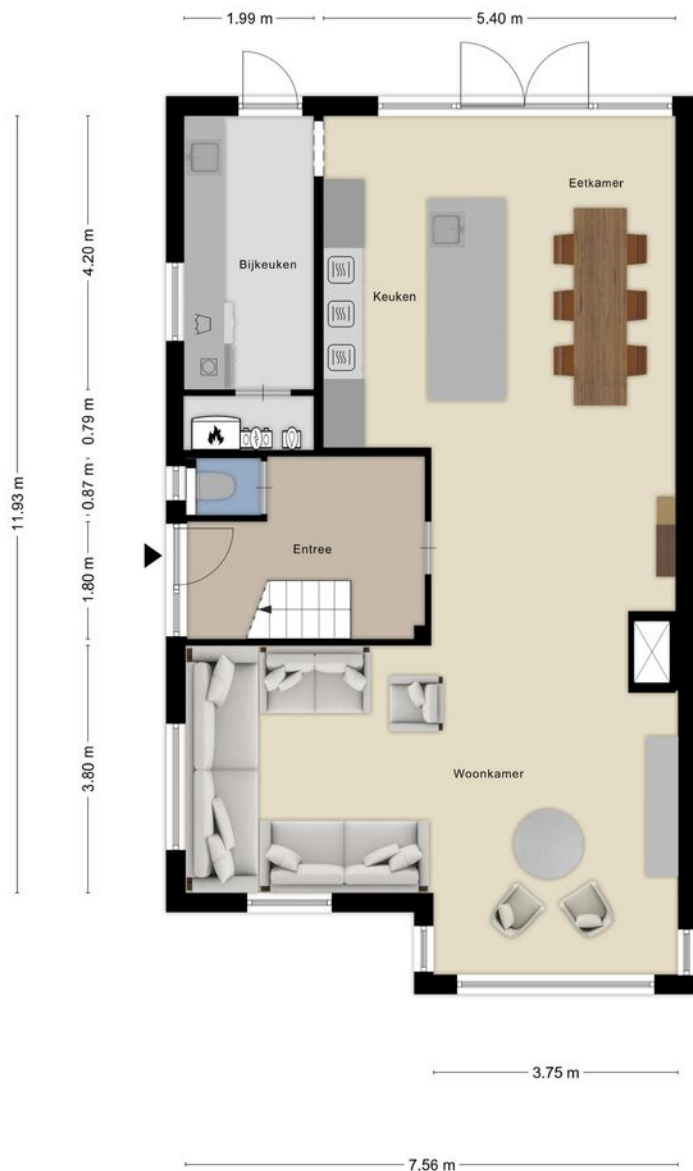 1.99 m
5.40 m
Eetkamer
Bijkeuken
Keuken
4.20 m
0.79 m
0.87 m
11.93 m
Entree
1.80 m
Woonkamer
3.80 m
3.75 m
7.56 m